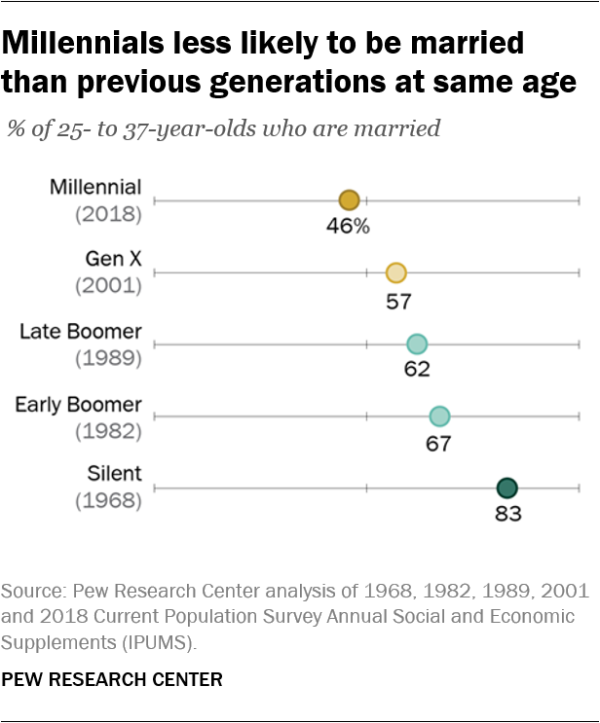 Millennials less likely to be married
than previous generations at same age
% of 25- to 37-year-olds who are married
Millennial
(2018)
46%
Gen X
(2001)
57
Late Boomer
(1989)
62
Early Boomer
(1982)
67
Silent
(1968)
83
Source: Pew Research Center analysis of 1968, 1982, 1989, 2001
and 2018 Current Population Survey Annual Social and Economic
Supplements (IPUMS).
PEW RESEARCH CENTER